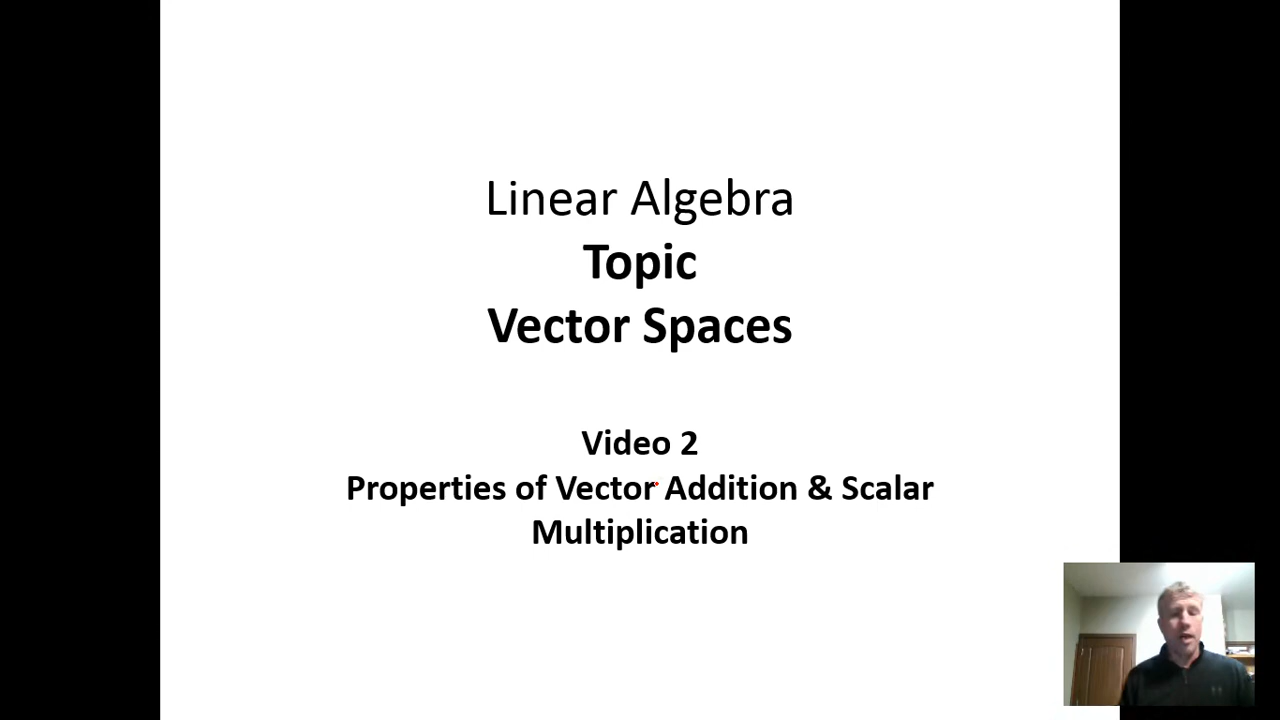 Linear Algebra
Topic
Vector Spaces
Video 2
Properties of Vector Addition & Scalar
Multiplication